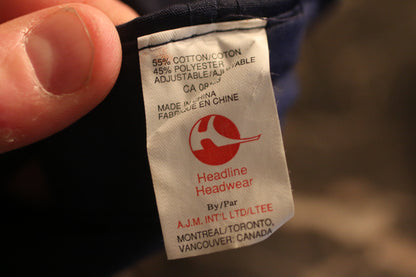 55% COTTON/COTON
45% POLYESTER
ADJUSTABLE/AJUSTABLE
CA
MADE IN CHINA
FABRIQUÉ EN CHINE
Headline
Headwear
By/Par
A.J.M. INT'L LTD/LTEE
MONTREAL/TORONTO,
VANCOUVER: CANADA